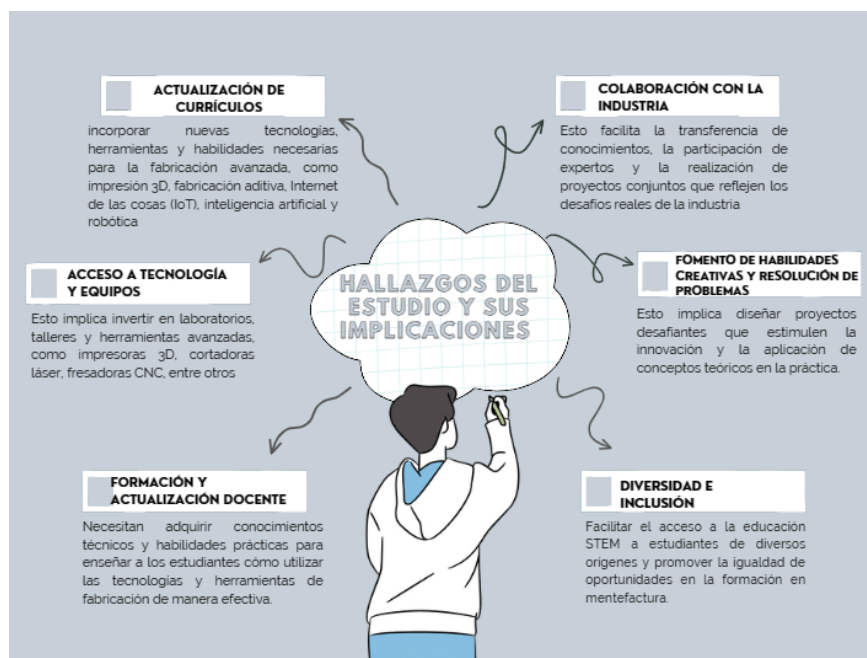 HALLAZGOS DEL
ESTUDIO Y SUS
IMPLICACIONES
ACTUALIZACIÓN DE
CURRÍCULOS
incorporar nuevas tecnologías,
herramientas y habilidades necesarias
para la fabricación avanzada, como
impresión 3D, fabricación aditiva, Internet
de las cosas (IoT), inteligencia artificial y
robótica
ACCESO A TECNOLOGÍA
Y EQUIPOS
Esto implica invertir en laboratorios,
talleres y herramientas avanzadas,
como impresoras 3D, cortadoras
láser, fresadoras CNC, entre otros
FORMACIÓN Y
ACTUALIZACIÓN DOCENTE
Necesitan adquirir conocimientos
técnicos y habilidades prácticas para
enseñar a los estudiantes cómo utilizar
las tecnologías y herramientas de
fabricación de manera efectiva.
COLABORACIÓN CON LA
INDUSTRIA
Esto facilita la transferencia de
conocimientos, la participación de
expertos y la realización de
proyectos conjuntos que reflejen los
desafíos reales de la industria
FOMENTO DE HABILIDADES
CREATIVAS Y RESOLUCIÓN DE
PROBLEMAS
Esto implica diseñar proyectos
desafiantes que estimulen la
innovación y la aplicación de
conceptos teóricos en la práctica.
DIVERSIDAD E
INCLUSIÓN
Facilitar el acceso a la educación
STEM a estudiantes de diversos
orígenes y promover la igualdad de
oportunidades en la formación en
mentefactura.